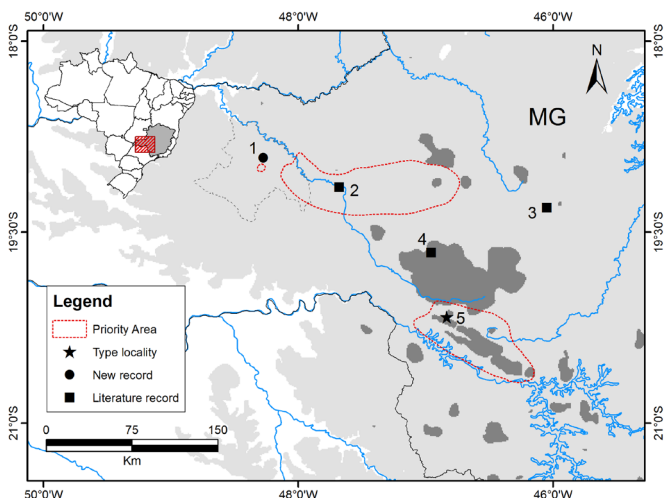 50°0'W 48°0'W 46°0'W
18°0'S 18°0'S
N
MG
1
2
3
19°30'S 19°30'S
4
5
Legend
Priority Area
Type locality
New record
Literature record
21°0'S 21°0'S
0 75 150
Km
50°0'W 48°0'W 46°0'W